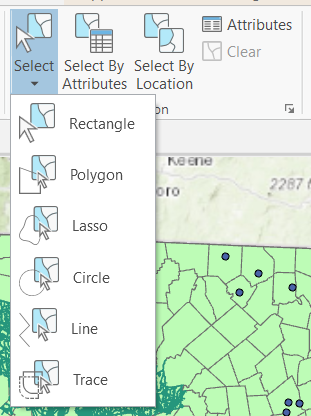 Select
Select By
Attributes
Select By
Location
Attributes
Clear
Rectangle
Polygon
Lasso
Circle
Line
Trace
Keene
2287